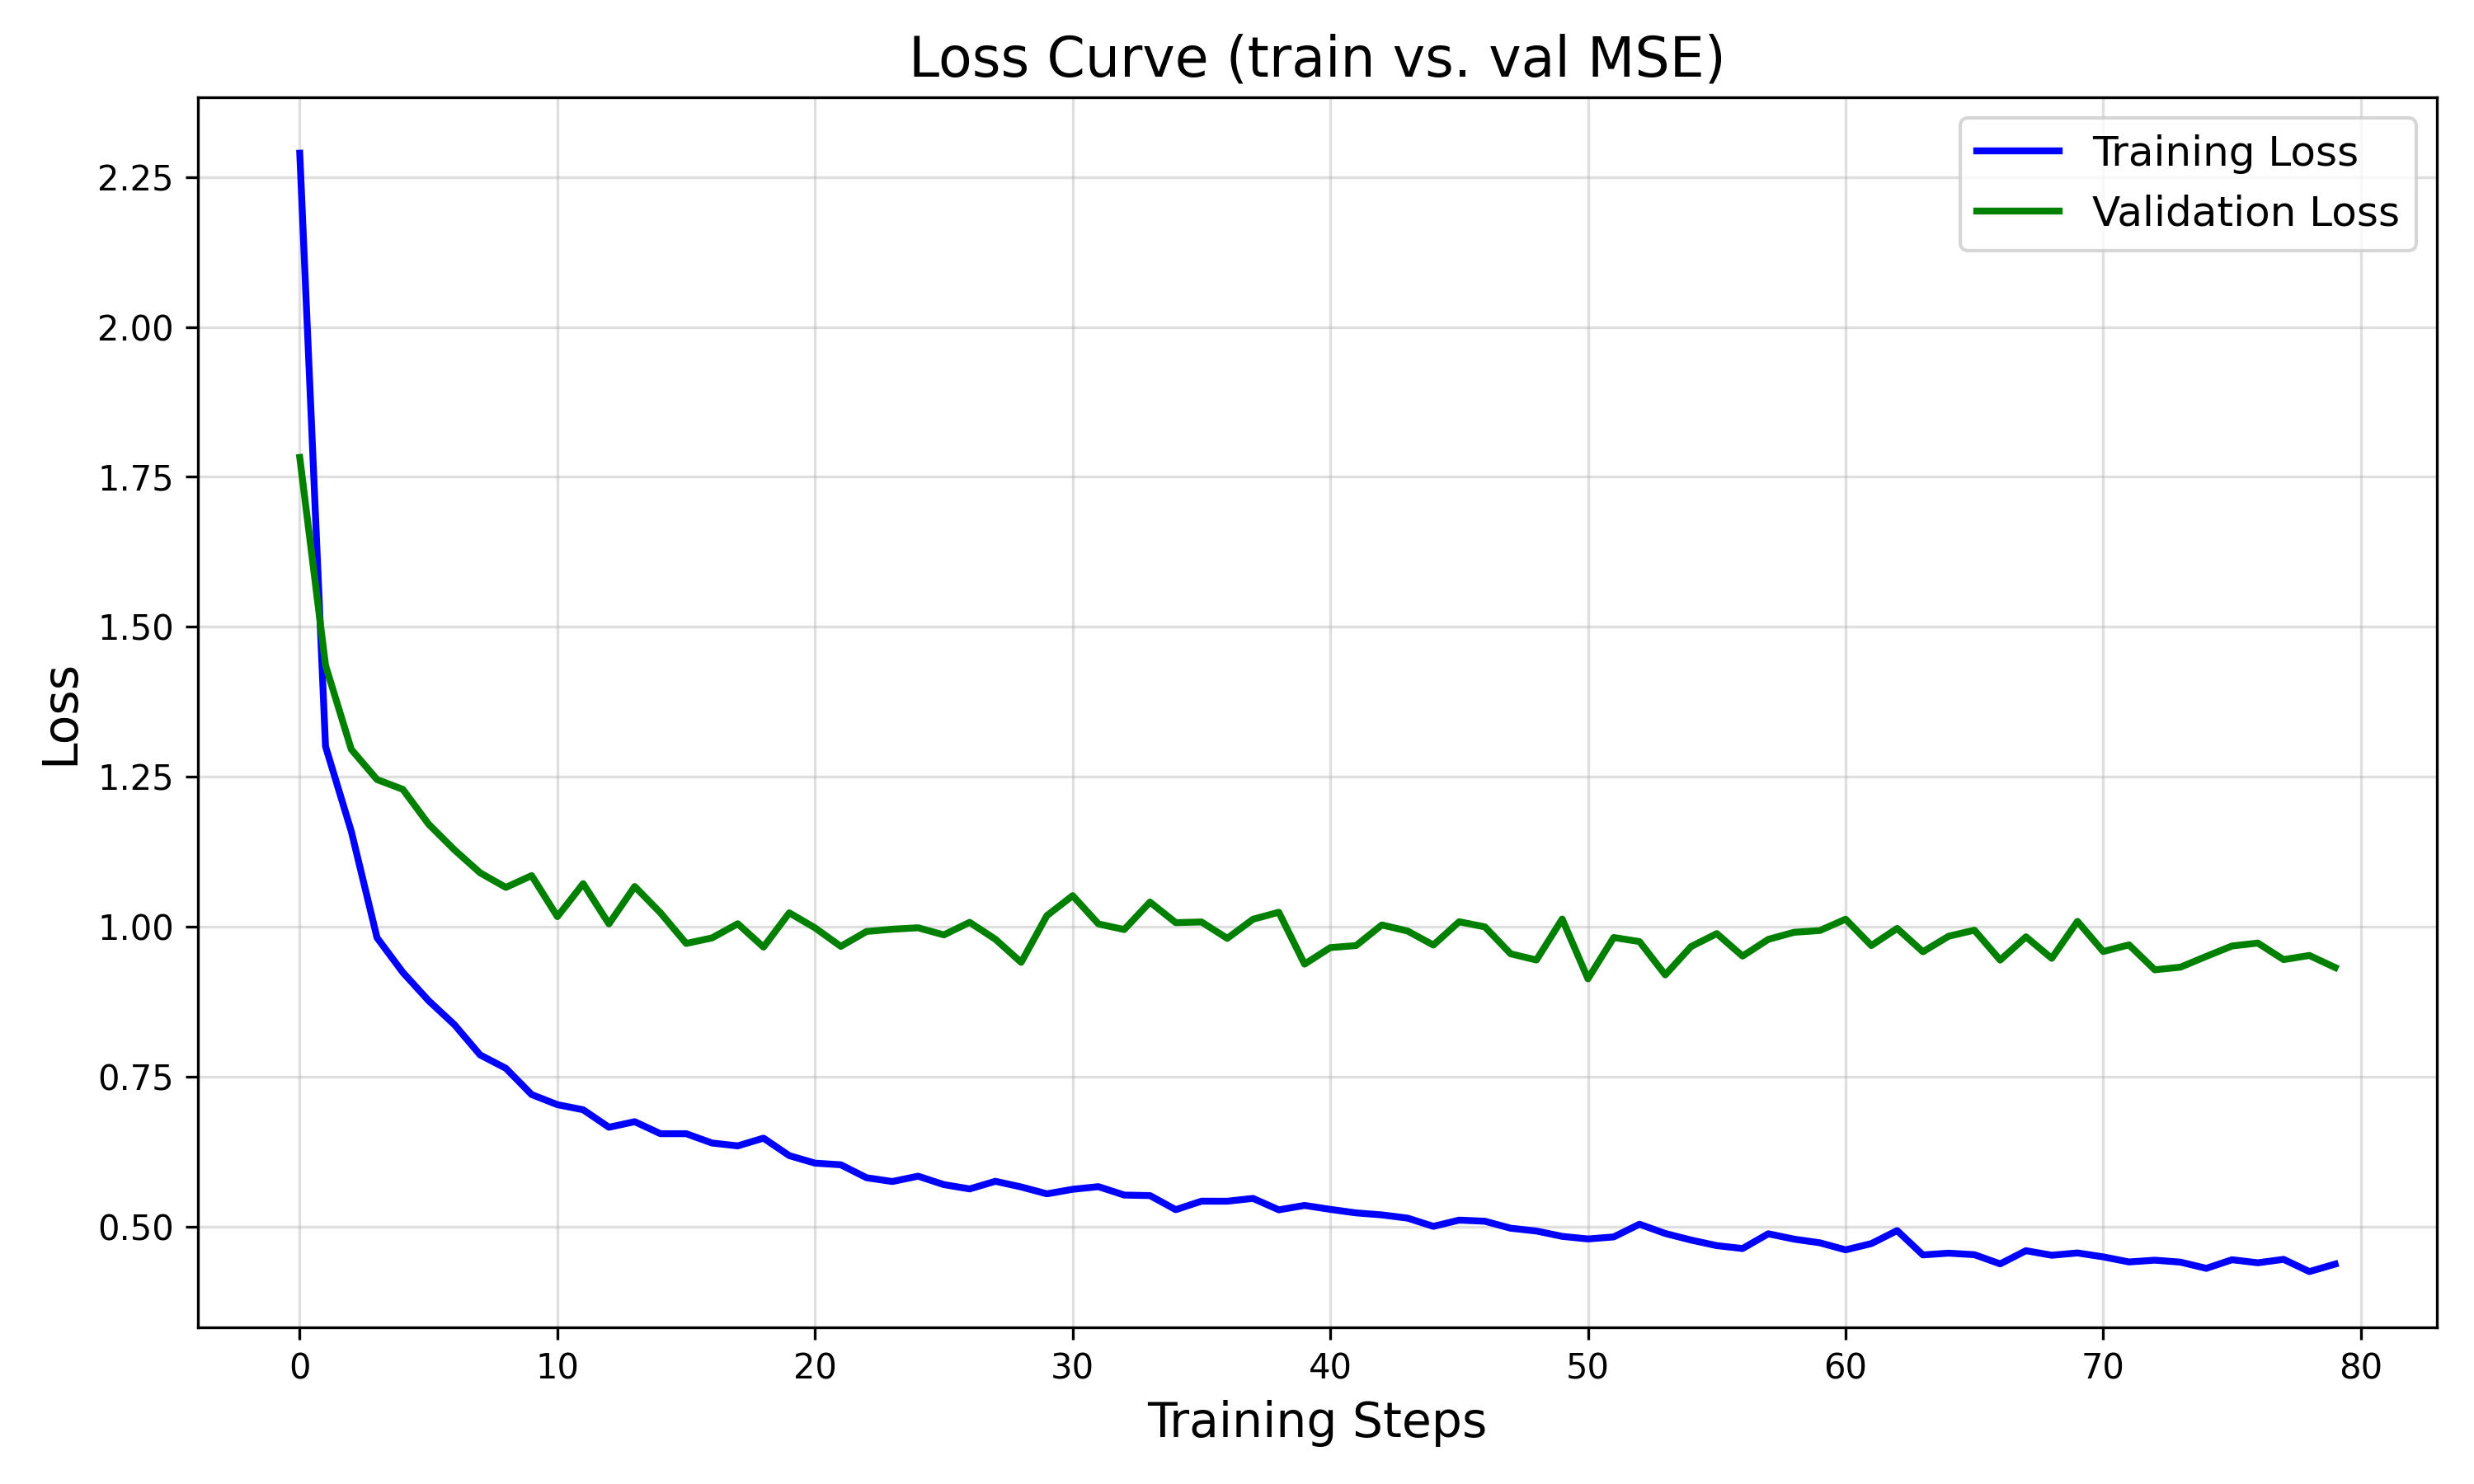 Loss Curve (train vs. val MSE)
Training Loss
Validation Loss
2.25
2.00
1.75
1.50
1.25
1.00
0.75
0.50
Loss
0 10 20 30 40 50 60 70 80
Training Steps